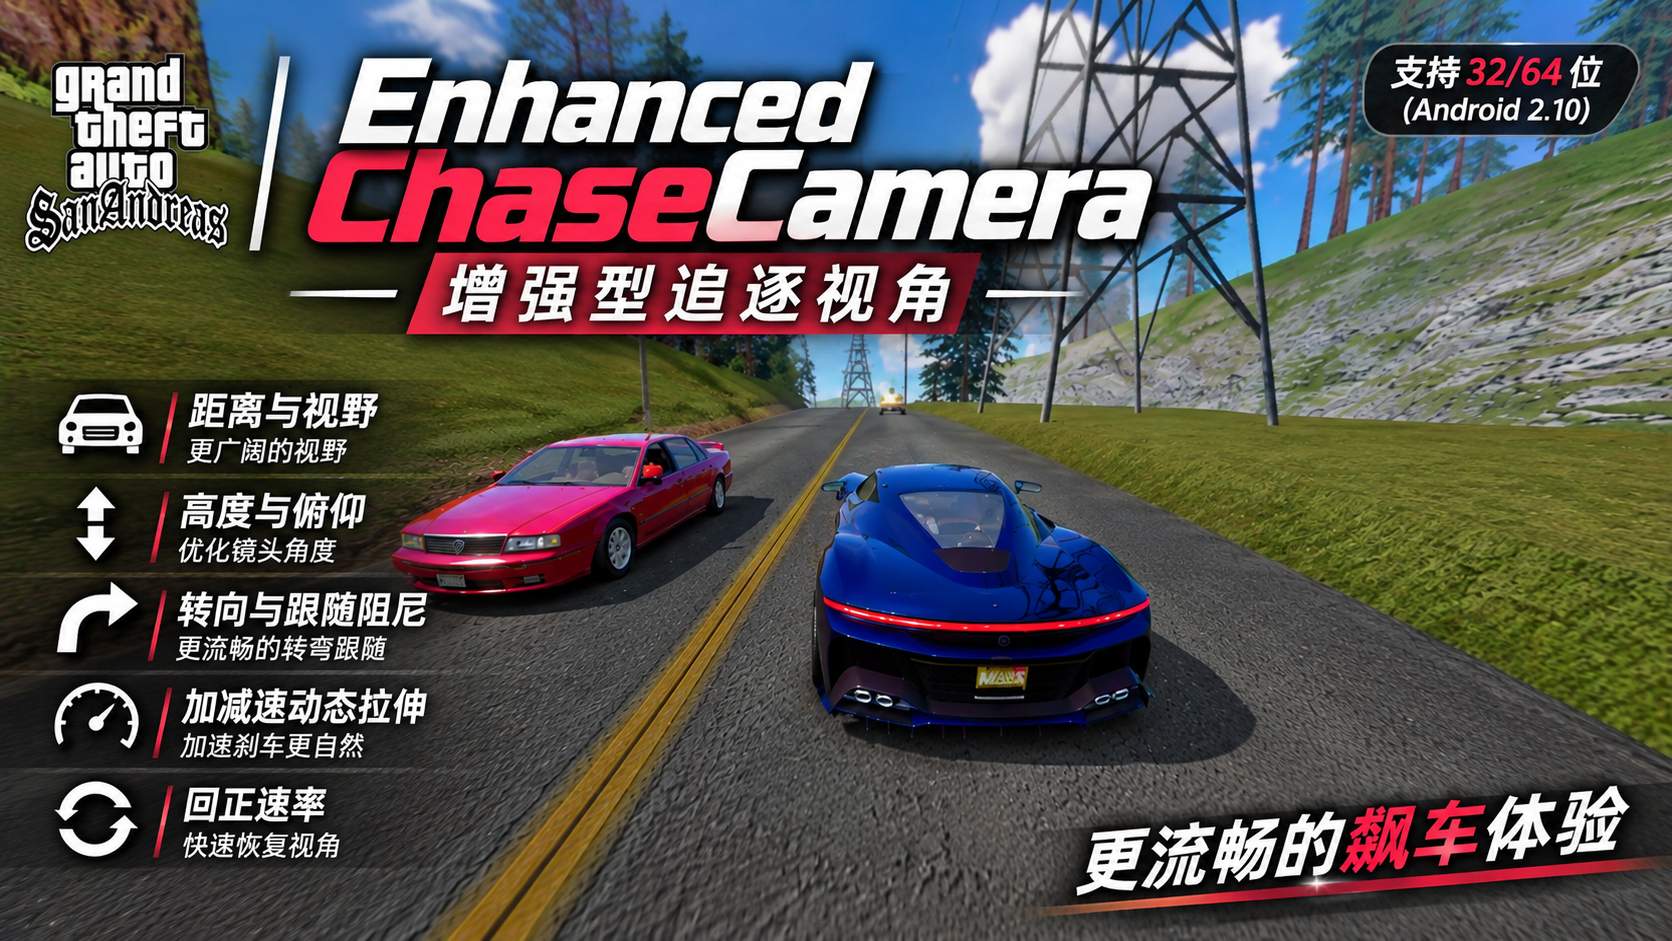 grand
theft
auto
San Andreas
Enhanced
ChaseCamera
增强型追逐视角
支持 32/64 位
(Android 2.10)
距离与视野
更广阔的视野
高度与俯仰
优化镜头角度
转向与跟随阻尼
更流畅的转弯跟随
加减速动态拉伸
加速刹车更自然
回正速率
快速恢复视角
更流畅的飙车体验